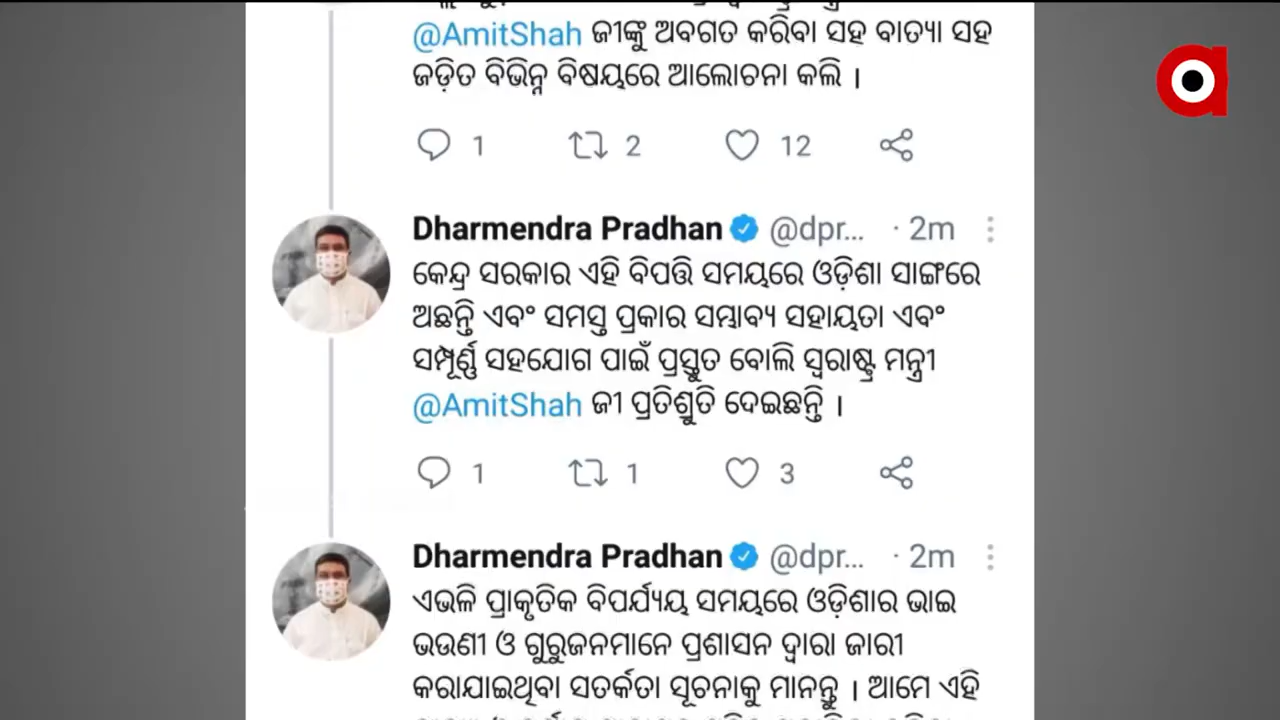 @AmitShah ଜୀଙ୍କୁ ଅବଗତ କରିବା ସହ ବାତ୍ୟା ସହ
ଜଡ଼ିତ ବିଭିନ୍ନ ବିଷୟରେ ଆଲୋଚନା କଲି ।
1 2 12
Dharmendra Pradhan @dpr... · 2m
କେନ୍ଦ୍ର ସରକାର ଏହି ବିପତ୍ତି ସମୟରେ ଓଡ଼ିଶା ସାଙ୍ଗରେ
ଅଛନ୍ତି ଏବଂ ସମସ୍ତ ପ୍ରକାର ସମ୍ଭାବ୍ୟ ସହାୟତା ଏବଂ
ସମ୍ପୂର୍ଣ୍ଣ ସହଯୋଗ ପାଇଁ ପ୍ରସ୍ତୁତ ବୋଲି ସ୍ୱରାଷ୍ଟ୍ର ମନ୍ତ୍ରୀ
@AmitShah ଜୀ ପ୍ରତିଶ୍ରୁତି ଦେଇଛନ୍ତି ।
1 1 3
Dharmendra Pradhan @dpr... · 2m
ଏଭଳି ପ୍ରାକୃତିକ ବିପର୍ଯ୍ୟୟ ସମୟରେ ଓଡ଼ିଶାର ଭାଇ
ଭଉଣୀ ଓ ଗୁରୁଜନମାନେ ପ୍ରଶାସନ ଦ୍ୱାରା ଜାରୀ
କରାଯାଇଥିବା ସତର୍କତା ସୂଚନାକୁ ମାନନ୍ତୁ । ଆମେ ଏହି